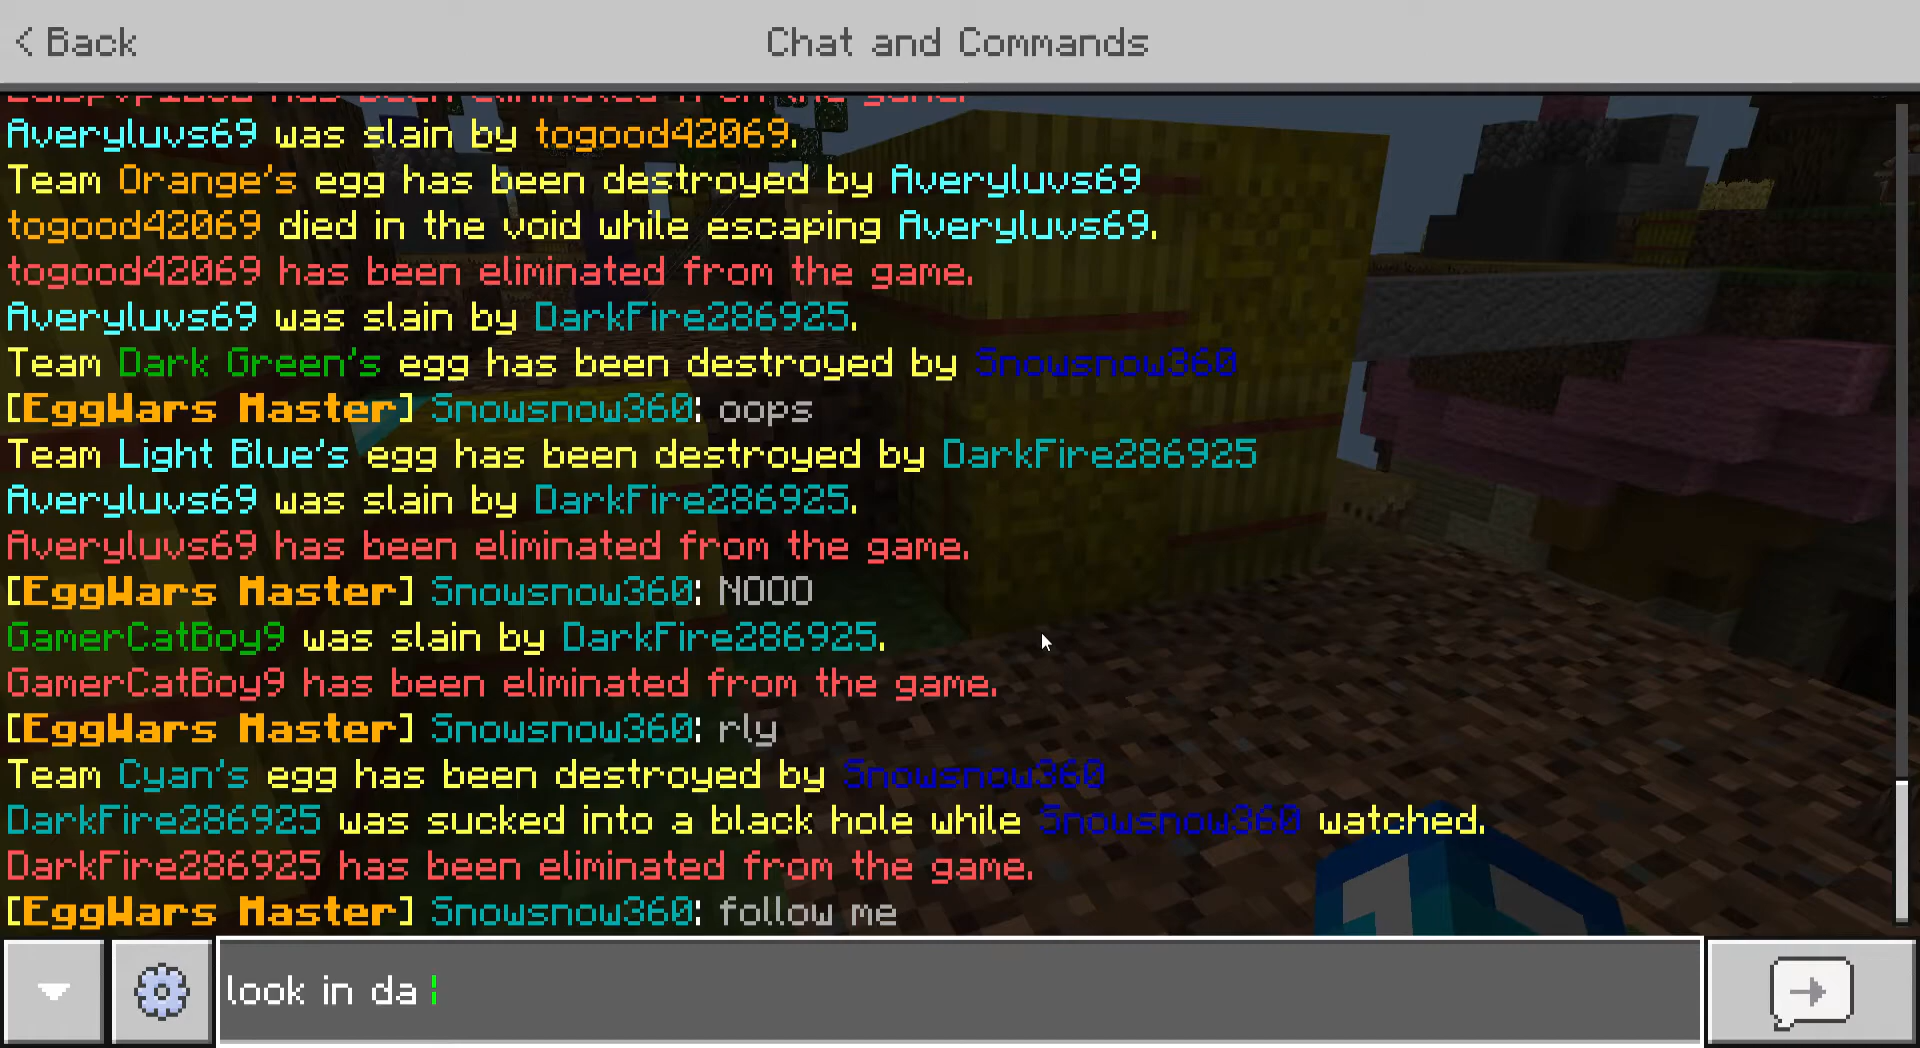 < Back
Chat and Commands
has been eliminated from the game.
Averyluvs69 was slain by togood42069.
Team Orange's egg has been destroyed by Averyluvs69
togood42069 died in the void while escaping Averyluvs69.
togood42069 has been eliminated from the game.
Averyluvs69 was slain by DarkFire286925.
Team Dark Green's egg has been destroyed by Snowsnow360
[EggWars Master] Snowsnow360: oops
Team Light Blue's egg has been destroyed by DarkFire286925
Averyluvs69 was slain by DarkFire286925.
Averyluvs69 has been eliminated from the game.
[EggWars Master] Snowsnow360: NOOO
GamerCatBoy9 was slain by DarkFire286925.
GamerCatBoy9 has been eliminated from the game.
[EggWars Master] Snowsnow360: rly
Team Cyan's egg has been destroyed by Snowsnow360
DarkFire286925 was sucked into a black hole while Snowsnow360 watched.
DarkFire286925 has been eliminated from the game.
[EggWars Master] Snowsnow360: follow me
look in da